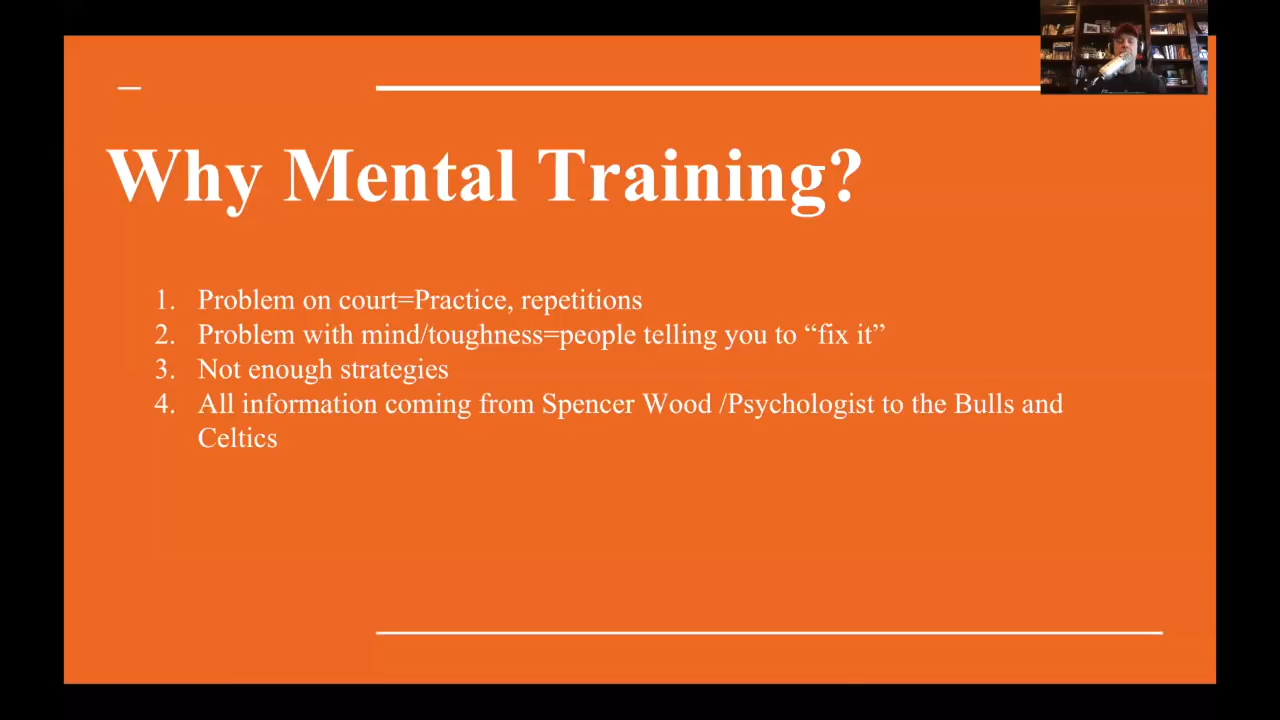 Why Mental Training?
1. Problem on court=Practice, repetitions
2. Problem with mind/toughness=people telling you to “fix it”
3. Not enough strategies
4. All information coming from Spencer Wood /Psychologist to the Bulls and
Celtics